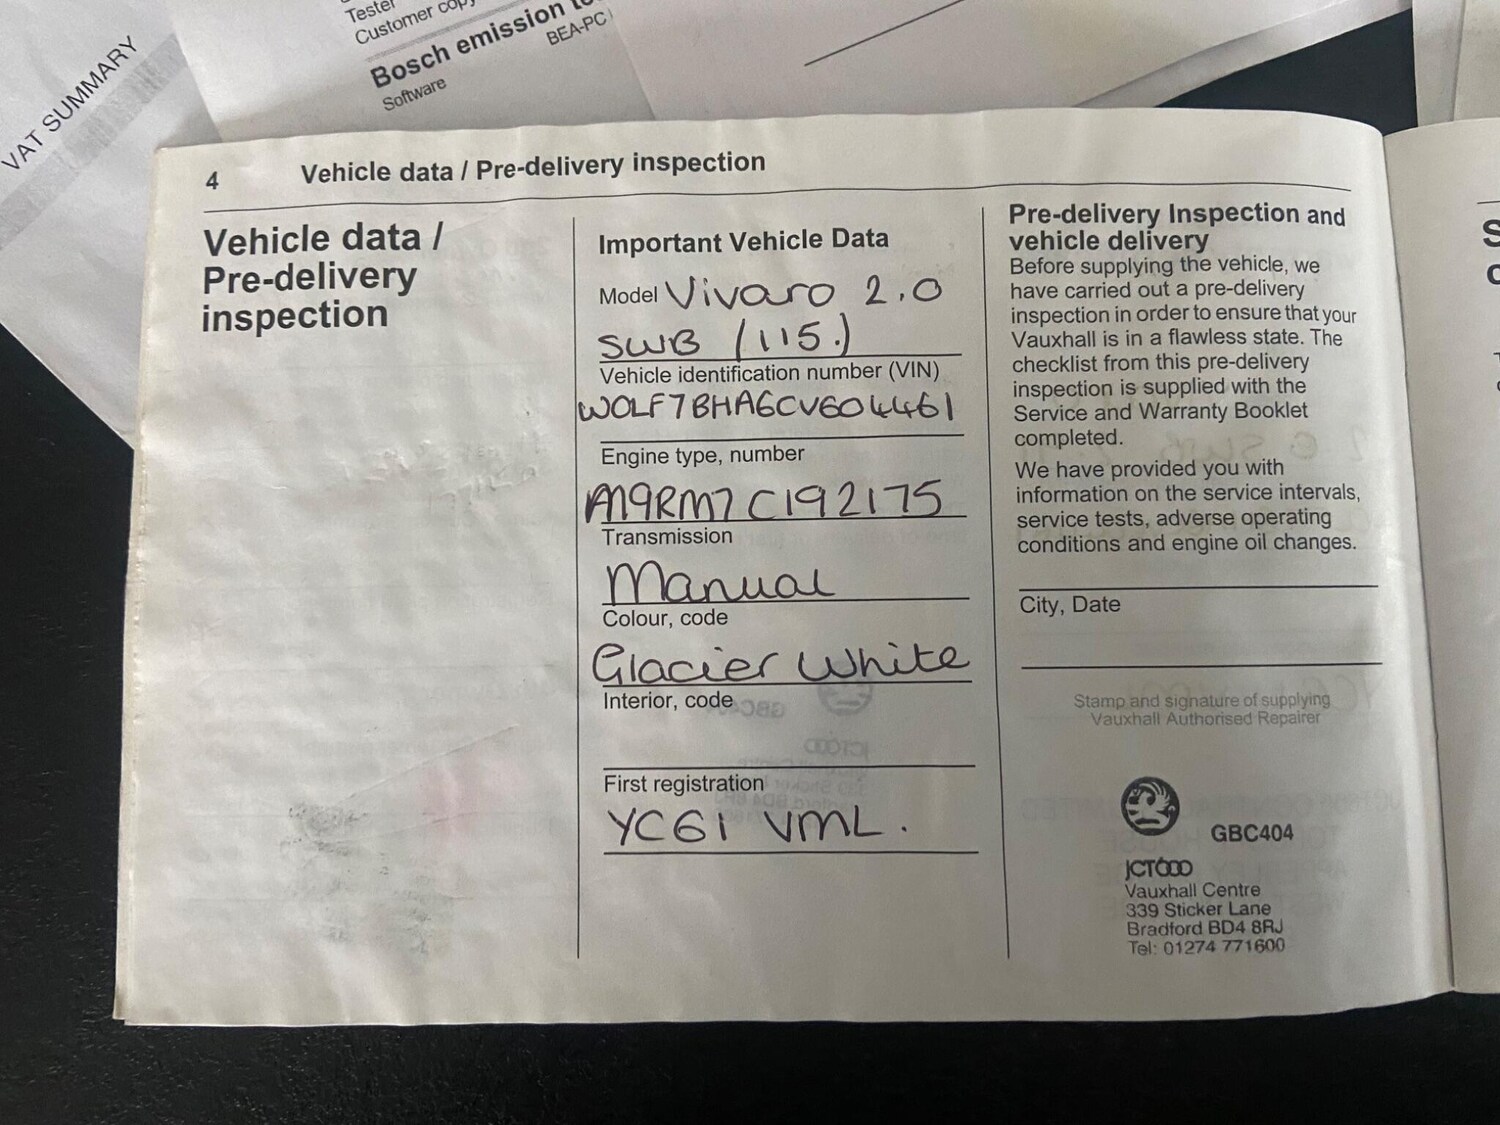 VAT SUMMARY
Tester
Customer copy
Bosch emission
BEA-PC
Software
4 Vehicle data / Pre-delivery inspection
Vehicle data /
Pre-delivery
inspection
Important Vehicle Data
Model Vivaro 2.0
SWB (115.)
Vehicle identification number (VIN)
WOLF7BHA6CV604461
Engine type, number
M9RM7 C192175
Transmission
Manual
Colour, code
Glacier White
Interior, code
First registration
YC61 VML.
Pre-delivery Inspection and
vehicle delivery
Before supplying the vehicle, we
have carried out a pre-delivery
inspection in order to ensure that your
Vauxhall is in a flawless state. The
checklist from this pre-delivery
inspection is supplied with the
Service and Warranty Booklet
completed.
We have provided you with
information on the service intervals,
service tests, adverse operating
conditions and engine oil changes.
City, Date
Stamp and signature of supplying
Vauxhall Authorised Repairer
GBC404
JCT600
Vauxhall Centre
339 Sticker Lane
Bradford BD4 8RJ
Tel: 01274 771600